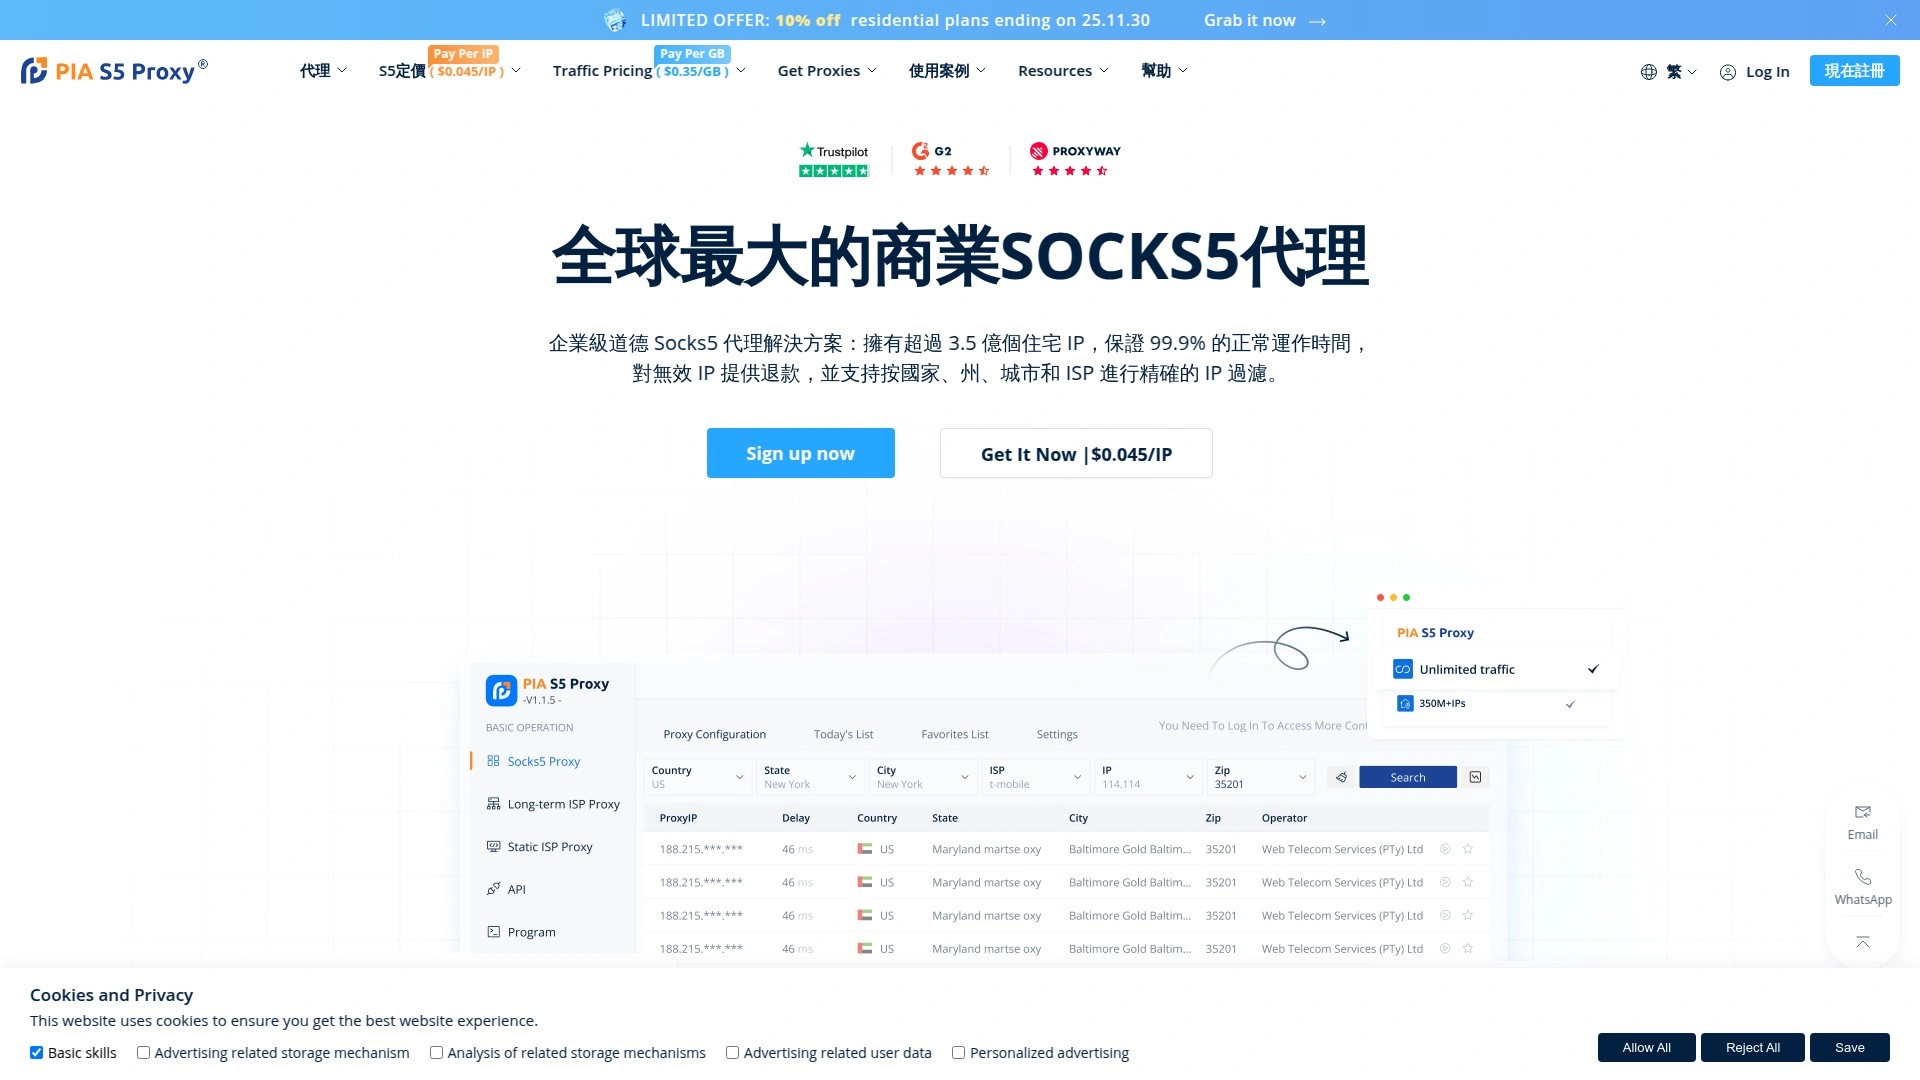 LIMITED OFFER: 10% off residential plans ending on 25.11.30 Grab it now →
PIA S5 Proxy®
代理
S5定價 ( $0.045/IP )
Pay Per IP
Traffic Pricing ( $0.35/GB )
Pay Per GB
Get Proxies
使用案例
Resources
幫助
繁
Log In
現在註冊
Trustpilot
G2
PROXYWAY
全球最大的商業SOCKS5代理
企業級道德 Socks5 代理解決方案：擁有超過 3.5 億個住宅 IP，保證 99.9% 的正常運作時間，
對無效 IP 提供退款，並支持按國家、州、城市和 ISP 進行精確的 IP 過濾。
Sign up now
Get It Now |$0.045/IP
PIA S5 Proxy
Unlimited traffic
350M+IPs
PIA S5 Proxy
-V1.1.5 -
BASIC OPERATION
Socks5 Proxy
Long-term ISP Proxy
Static ISP Proxy
API
Program
You Need To Log In To Access More Cont
Proxy Configuration Today's List Favorites List Settings
Country State City ISP IP Zip
US New York New York t-mobile 114.114 35201
Search
ProxyIP Delay Country State City Zip Operator
188.215.***.*** 46 ms US Maryland martse oxy Baltimore Gold Baltim... 35201 Web Telecom Services (PTy) Ltd
188.215.***.*** 46 ms US Maryland martse oxy Baltimore Gold Baltim... 35201 Web Telecom Services (PTy) Ltd
188.215.***.*** 46 ms US Maryland martse oxy Baltimore Gold Baltim... 35201 Web Telecom Services (PTy) Ltd
188.215.***.*** 46 ms US Maryland martse oxy Baltimore Gold Baltim... 35201 Web Telecom Services (PTy) Ltd
Email
WhatsApp
Cookies and Privacy
This website uses cookies to ensure you get the best website experience.
Basic skills Advertising related storage mechanism Analysis of related storage mechanisms Advertising related user data Personalized advertising
Allow All Reject All Save